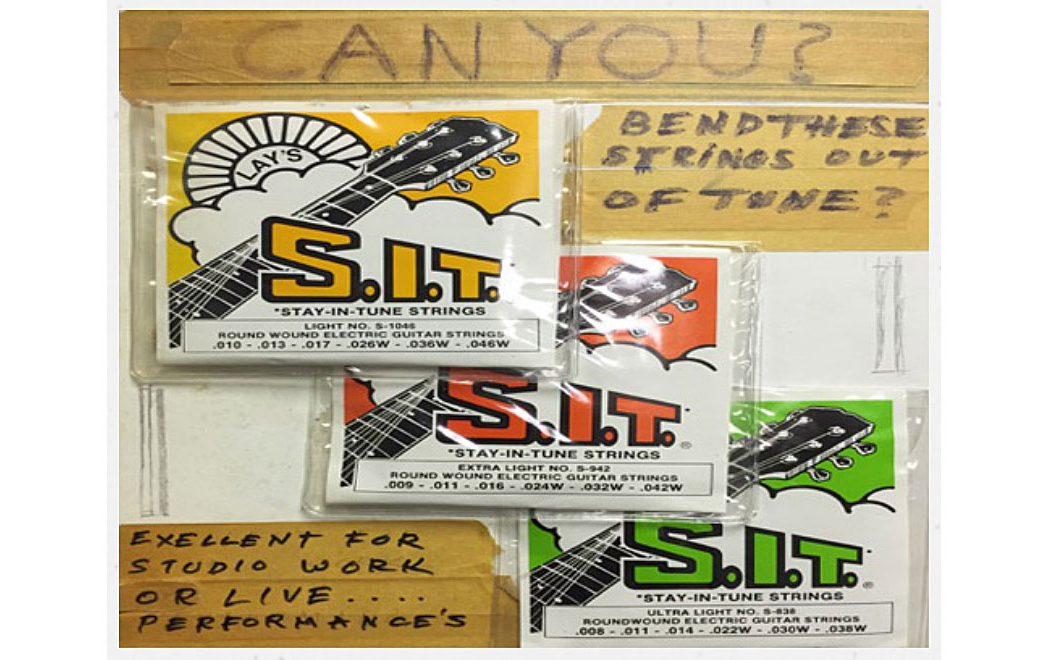 CAN YOU?
BEND THESE
STRiNGS OUT
OF TUNE?
LAY'S
S.I.T.
*STAY-IN-TUNE STRINGS
LIGHT NO. S-1046
ROUND WOUND ELECTRIC GUITAR STRINGS
.010 - .013 - .017 - .026W - .036W - .046W
S.I.T.®
*STAY-IN-TUNE STRINGS
EXTRA LIGHT NO. S-942
ROUND WOUND ELECTRIC GUITAR STRINGS
.009 - .011 - .016 - .024W - .032W - .042W
S.I.T.®
*STAY-IN-TUNE STRINGS
ULTRA LIGHT NO. S-838
ROUNDWOUND ELECTRIC GUITAR STRINGS
.008 - .011 - .014 - .022W - .030W - .038W
EXELLENT FOR
STUDIO WORK
OR LIVE....
PERFORMANCE'S